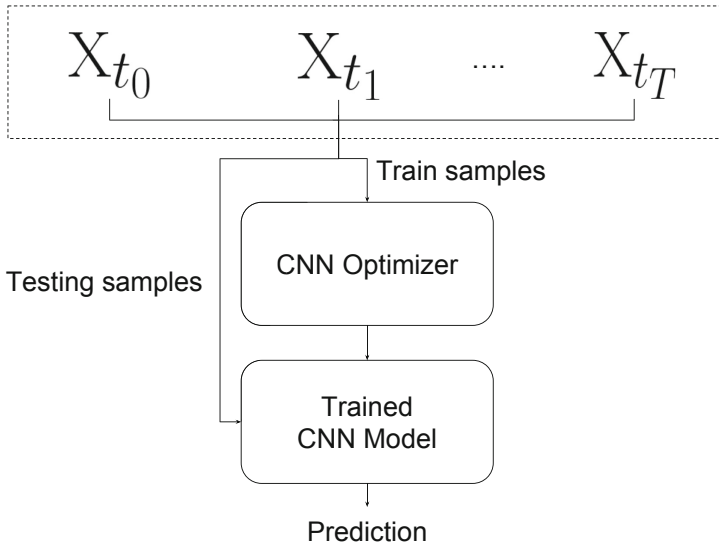 X_{t_0} X_{t_1} .... X_{t_T}
Train samples
CNN Optimizer
Testing samples
Trained
CNN Model
Prediction